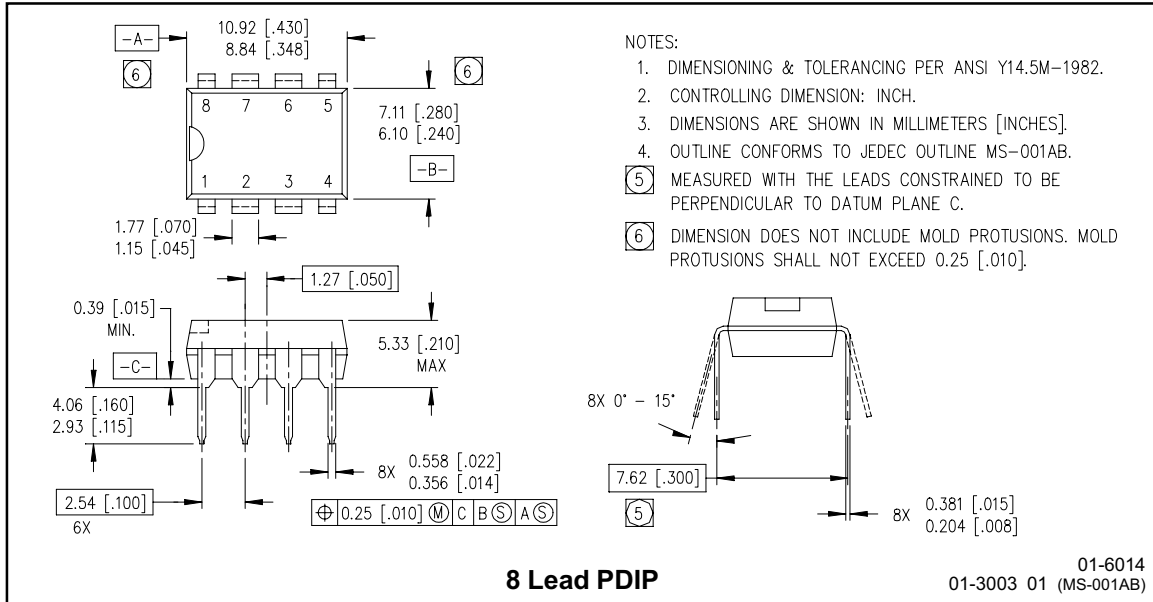 -A-
10.92 [.430]
8.84 [.348]
6
6
8 7 6 5
1 2 3 4
7.11 [.280]
6.10 [.240]
-B-
1.77 [.070]
1.15 [.045]
1.27 [.050]
0.39 [.015]
MIN.
-C-
5.33 [.210]
MAX
4.06 [.160]
2.93 [.115]
2.54 [.100]
6X
8X 0.558 [.022]
0.356 [.014]
⌖ 0.25 [.010] Ⓜ C B Ⓢ A Ⓢ
NOTES:
1. DIMENSIONING & TOLERANCING PER ANSI Y14.5M-1982.
2. CONTROLLING DIMENSION: INCH.
3. DIMENSIONS ARE SHOWN IN MILLIMETERS [INCHES].
4. OUTLINE CONFORMS TO JEDEC OUTLINE MS-001AB.
5 MEASURED WITH THE LEADS CONSTRAINED TO BE
PERPENDICULAR TO DATUM PLANE C.
6 DIMENSION DOES NOT INCLUDE MOLD PROTUSIONS. MOLD
PROTUSIONS SHALL NOT EXCEED 0.25 [.010].
8X 0° - 15°
7.62 [.300]
5
8X 0.381 [.015]
0.204 [.008]
8 Lead PDIP
01-6014
01-3003 01 (MS-001AB)